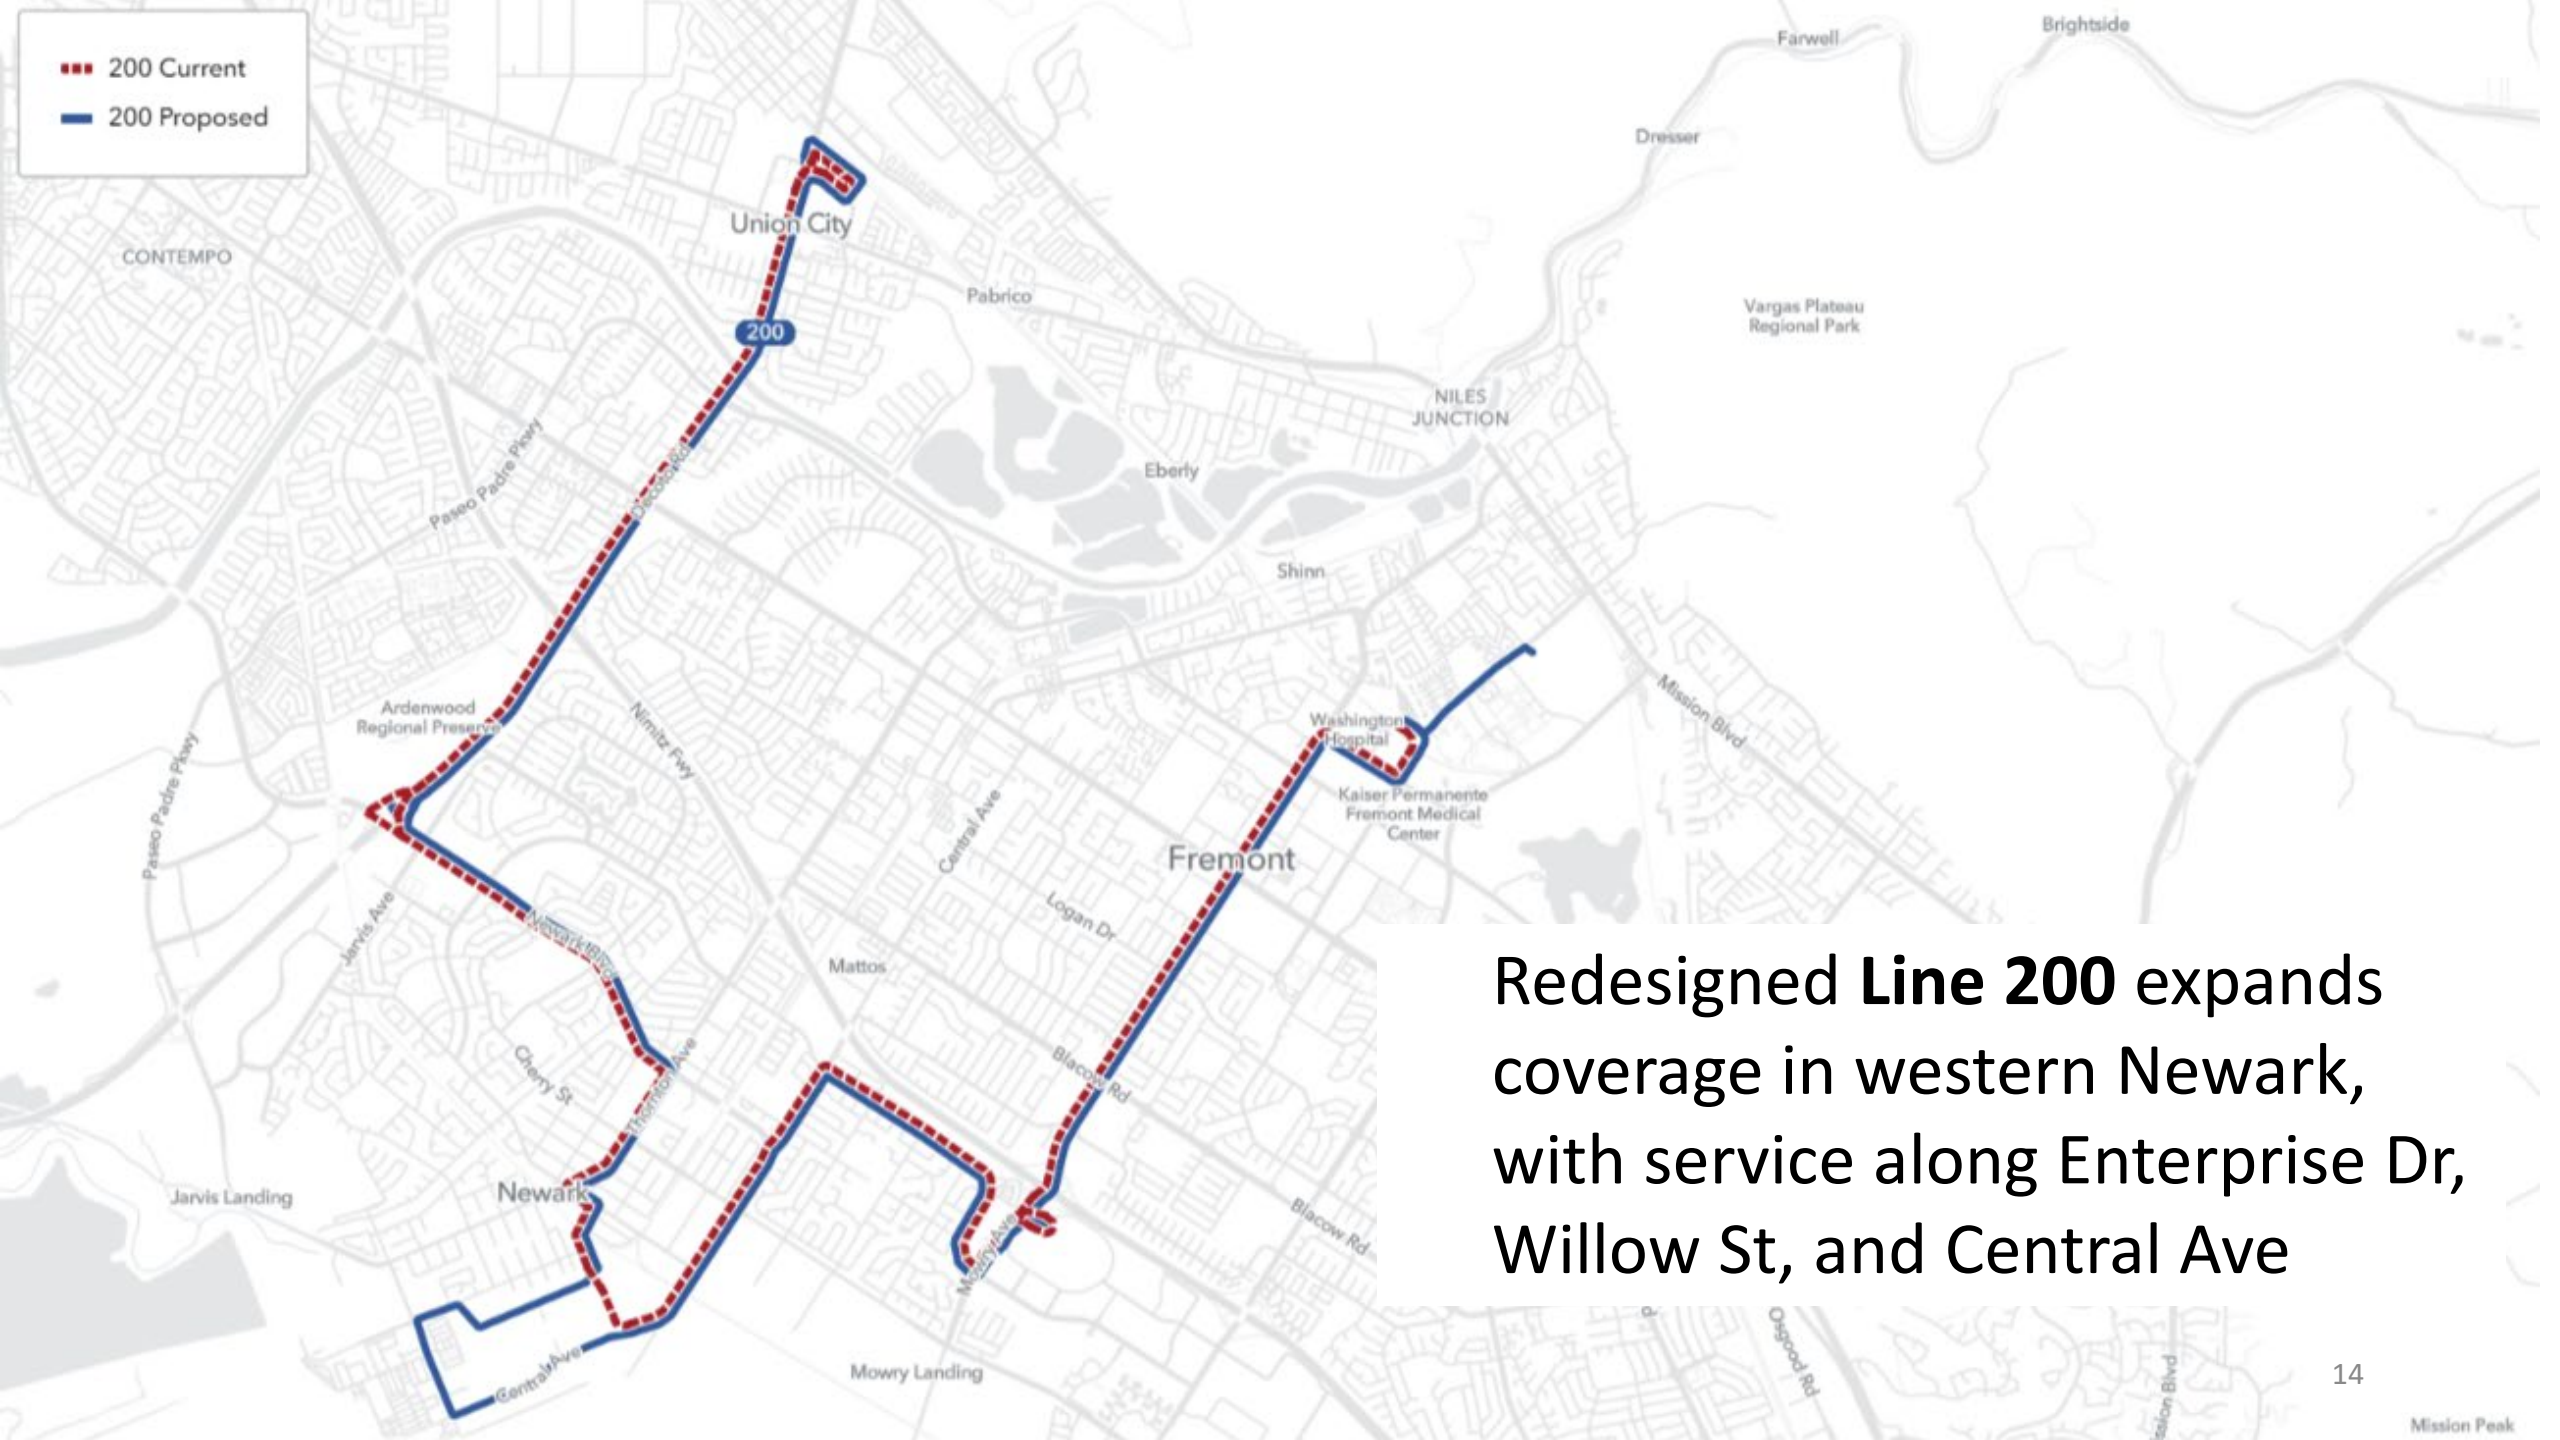 200 Current
200 Proposed
Farwell
Brightside
Dresser
Union City
CONTEMPO
Pabrico
Vargas Plateau
Regional Park
200
NILES
JUNCTION
Paseo Padre Pkwy
Decoto Rd
Eberly
Shinn
Ardenwood
Regional Preserve
Nimitz Fwy
Mission Blvd
Washington
Hospital
Paseo Padre Pkwy
Kaiser Permanente
Fremont Medical
Center
Central Ave
Fremont
Jarvis Ave
Newark Blvd
Logan Dr
Mattos
Redesigned Line 200 expands
coverage in western Newark,
with service along Enterprise Dr,
Willow St, and Central Ave
Cherry St
Thornton Ave
Blacow Rd
Newark
Jarvis Landing
Mowry Ave
Blacow Rd
Central Ave
Mowry Landing
Osgood Rd
14
Mission Peak